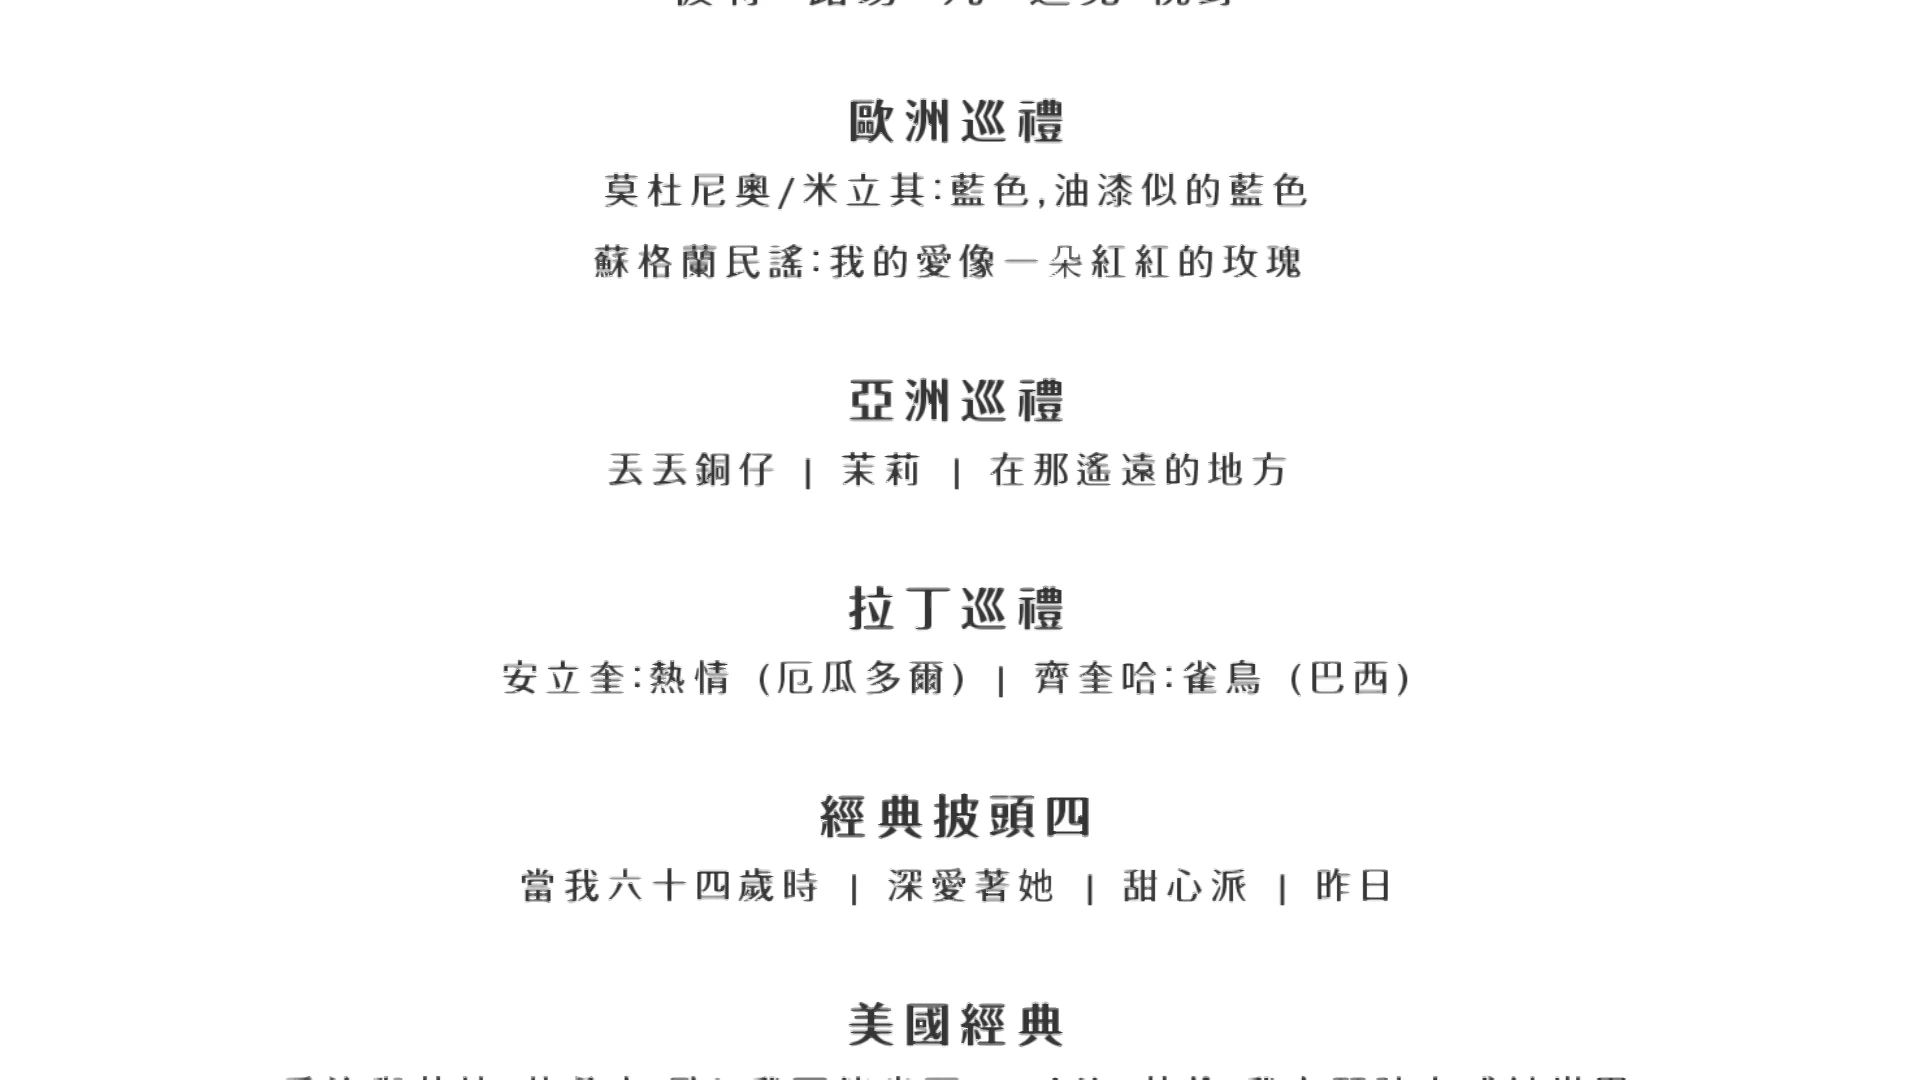 歐洲巡禮
莫杜尼奧/米立其:藍色,油漆似的藍色
蘇格蘭民謠:我的愛像一朵紅紅的玫瑰
亞洲巡禮
丟丟銅仔 | 茉莉 | 在那遙遠的地方
拉丁巡禮
安立奎:熱情 (厄瓜多爾) | 齊奎哈:雀鳥 (巴西)
經典披頭四
當我六十四歲時 | 深愛著她 | 甜心派 | 昨日
美國經典